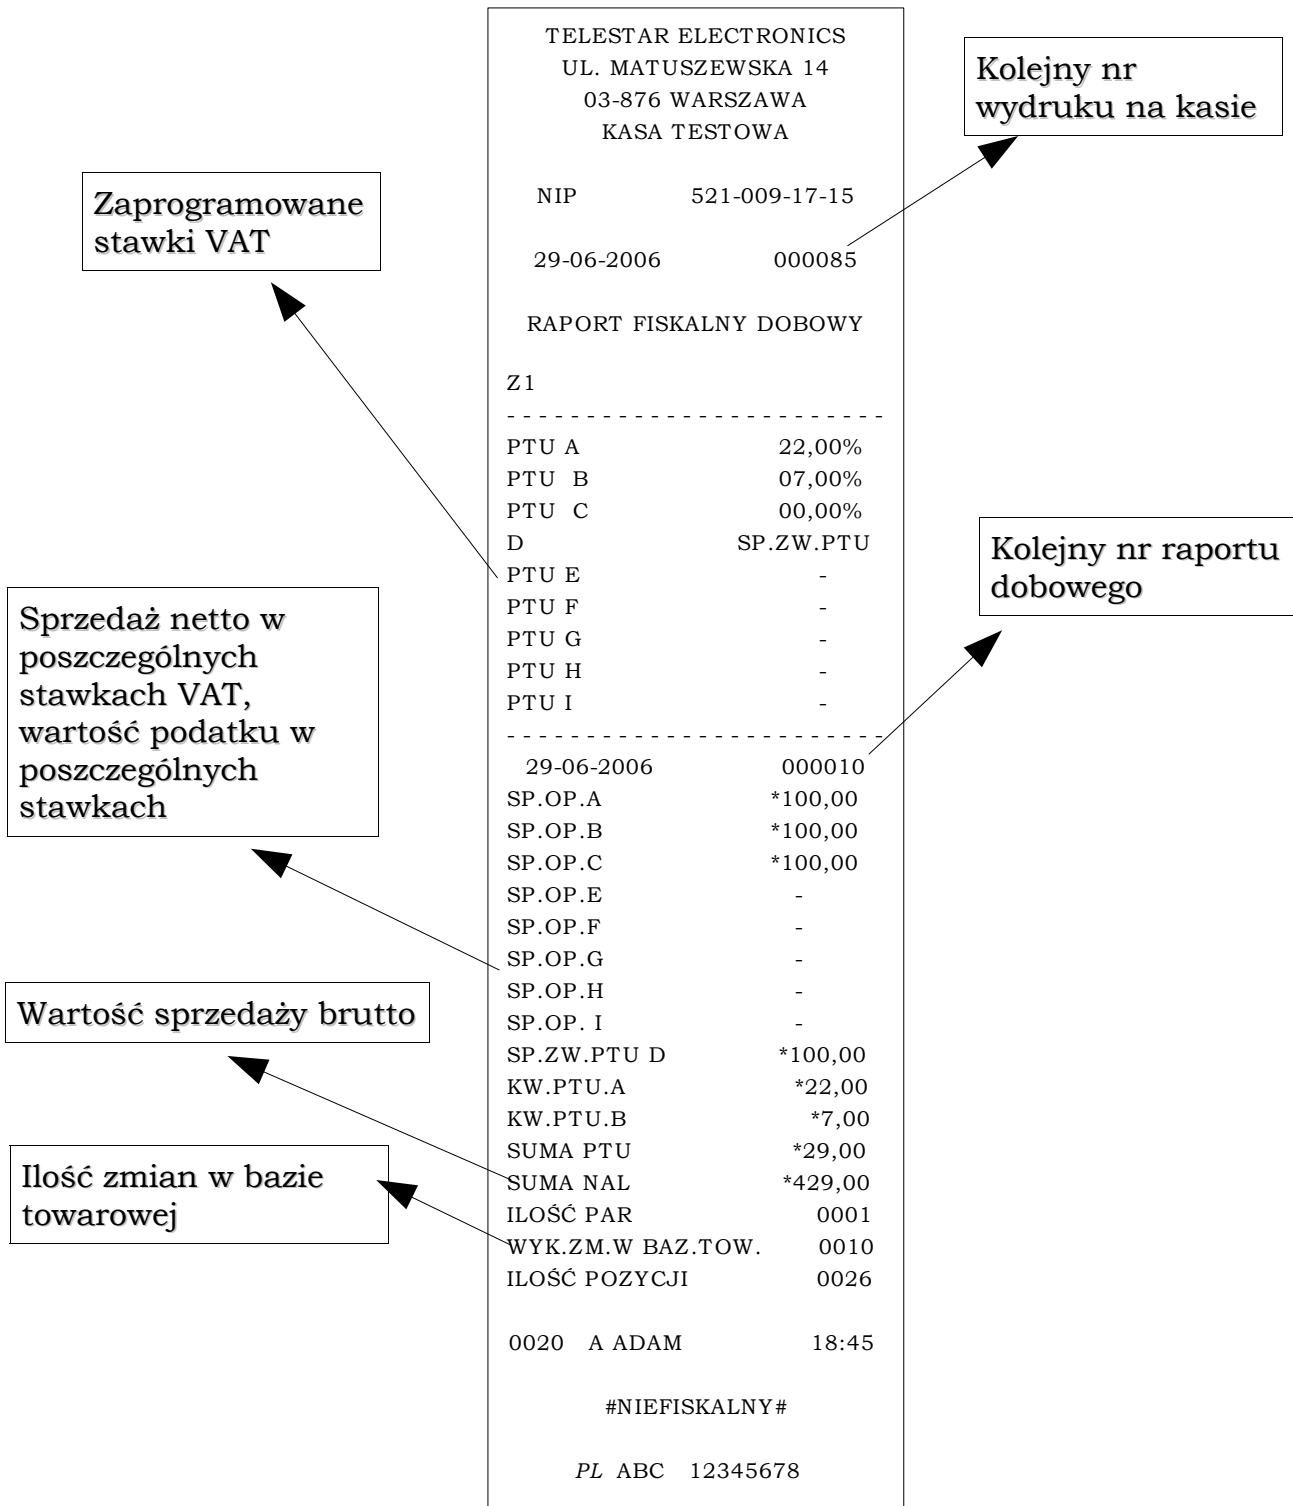 TELESTAR ELECTRONICS
UL. MATUSZEWSKA 14
03-876 WARSZAWA
KASA TESTOWA
NIP 521-009-17-15
29-06-2006 000085
RAPORT FISKALNY DOBOWY
Z1
- - - - - - - - - - - - - - - - - - - - - - - -
PTU A 22,00%
PTU B 07,00%
PTU C 00,00%
D SP.ZW.PTU
PTU E -
PTU F -
PTU G -
PTU H -
PTU I -
- - - - - - - - - - - - - - - - - - - - - - - -
29-06-2006 000010
SP.OP.A *100,00
SP.OP.B *100,00
SP.OP.C *100,00
SP.OP.E -
SP.OP.F -
SP.OP.G -
SP.OP.H -
SP.OP. I -
SP.ZW.PTU D *100,00
KW.PTU.A *22,00
KW.PTU.B *7,00
SUMA PTU *29,00
SUMA NAL *429,00
ILOŚĆ PAR 0001
WYK.ZM.W BAZ.TOW. 0010
ILOŚĆ POZYCJI 0026
0020 A ADAM 18:45
#NIEFISKALNY#
PL ABC 12345678
Kolejny nr
wydruku na kasie
Zaprogramowane
stawki VAT
Kolejny nr raportu
dobowego
Sprzedaż netto w
poszczególnych
stawkach VAT,
wartość podatku w
poszczególnych
stawkach
Wartość sprzedaży brutto
Ilość zmian w bazie
towarowej